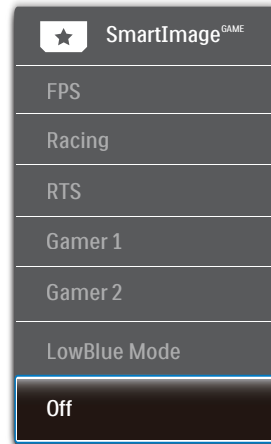 SmartImage GAME
FPS
Racing
RTS
Gamer 1
Gamer 2
LowBlue Mode
Off